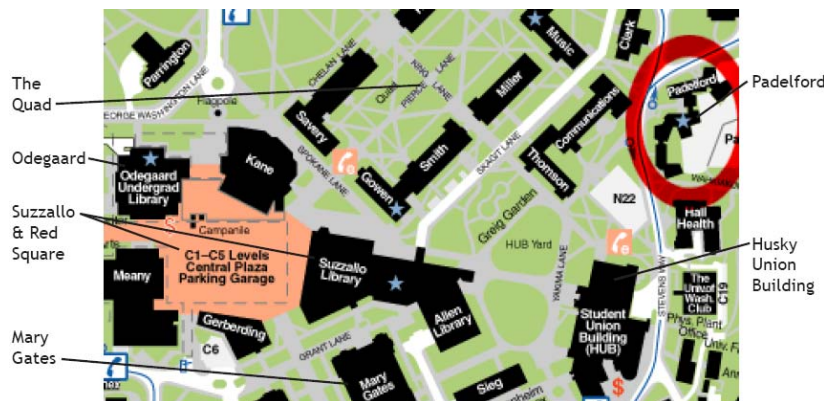 The
Quad
Odegaard
Suzzallo
& Red
Square
Mary
Gates
Padelford
Husky
Union
Building
Parrington
CHELAN LANE
Quad
KING LANE
PIERCE LANE
Music
Clark
Padelford
Miller
Communications
GEORGE WASHINGTON LANE
Flagpole
Savery
SPOKANE LANE
Smith
SKAGIT LANE
Thomson
Odegaard
Undergrad
Library
Kane
Gowen
N22
Greig Garden
HUB Yard
YAKIMA LANE
STEVENS WAY
Hall
Health
Campanile
C1–C5 Levels
Central Plaza
Parking Garage
Suzzallo
Library
Meany
Gerberding
C6
GRANT LANE
Allen
Library
Mary
Gates
Sieg
Student
Union
Building
(HUB)
$
The
Univ of
Wash.
Club
C19
Phys. Plant
Office